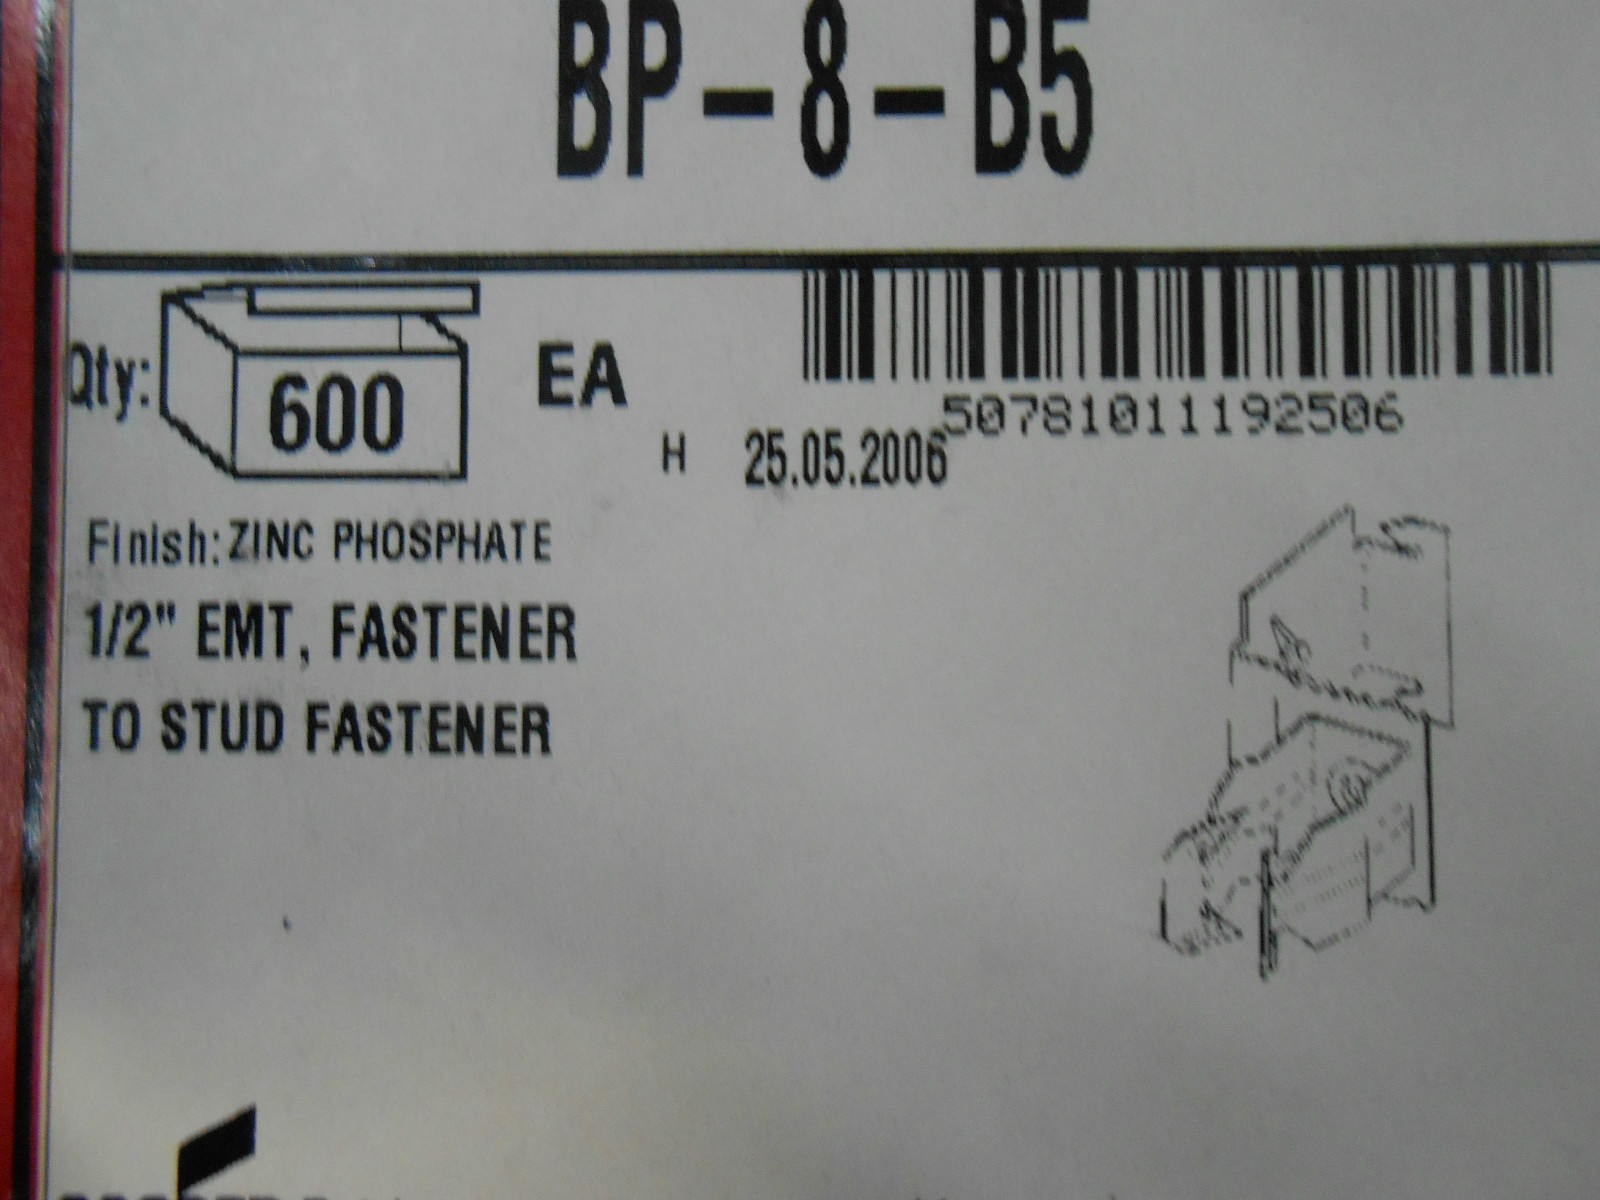 BP-8-B5
Qty: 600 EA
50781011192506
H 25.05.2006
Finish: ZINC PHOSPHATE
1/2" EMT, FASTENER
TO STUD FASTENER